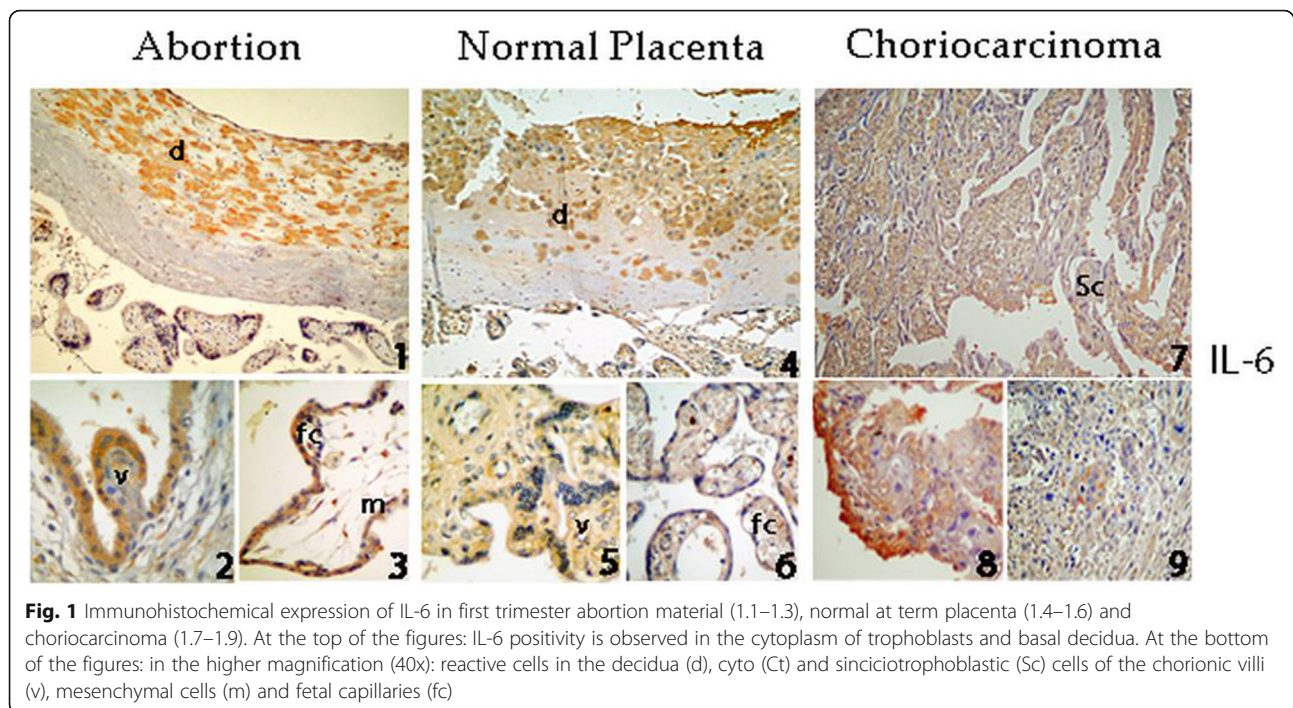 Abortion
Normal Placenta
Choriocarcinoma
d
1
d
4
Sc
7
IL-6
v
2
fc
m
3
v
5
fc
6
8
9
Fig. 1 Immunohistochemical expression of IL-6 in first trimester abortion material (1.1–1.3), normal at term placenta (1.4–1.6) and
choriocarcinoma (1.7–1.9). At the top of the figures: IL-6 positivity is observed in the cytoplasm of trophoblasts and basal decidua. At the bottom
of the figures: in the higher magnification (40x): reactive cells in the decidua (d), cyto (Ct) and sinciciotrophoblastic (Sc) cells of the chorionic villi
(v), mesenchymal cells (m) and fetal capillaries (fc)